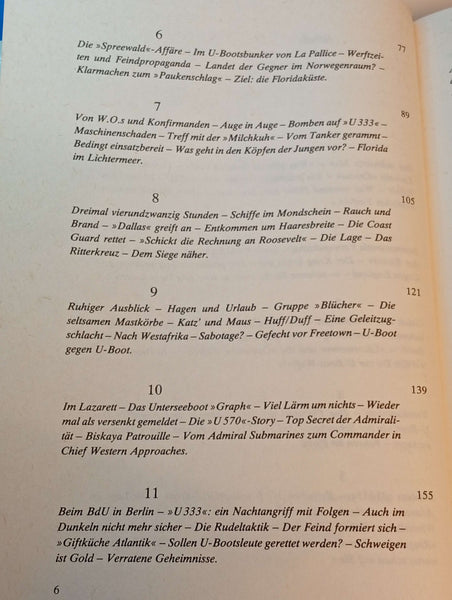 6
Die »Spreewald«-Affäre – Im U-Bootsbunker von La Pallice – Werftzei- 77
ten und Feindpropaganda – Landet der Gegner im Norwegenraum? –
Klarmachen zum »Paukenschlag« – Ziel: die Floridaküste.
7
Von W.O.s und Konfirmanden – Auge in Auge – Bomben auf »U 333« – 89
Maschinenschaden – Treff mit der »Milchkuh« – Vom Tanker gerammt –
Bedingt einsatzbereit – Was geht in den Köpfen der Jungen vor? – Florida
im Lichtermeer.
8 105
Dreimal vierundzwanzig Stunden – Schiffe im Mondschein – Rauch und
Brand – »Dallas« greift an – Entkommen um Haaresbreite – Die Coast
Guard rettet – »Schickt die Rechnung an Roosevelt« – Die Lage – Das
Ritterkreuz – Dem Siege näher.
9 121
Ruhiger Ausblick – Hagen und Urlaub – Gruppe »Blücher« – Die
seltsamen Mastkörbe – Katz' und Maus – Huff/Duff – Eine Geleitzug-
schlacht – Nach Westafrika – Sabotage? – Gefecht vor Freetown – U-Boot
gegen U-Boot.
10 139
Im Lazarett – Das Unterseeboot »Graph« – Viel Lärm um nichts – Wieder
mal als versenkt gemeldet – Die »U 570«-Story – Top Secret der Admirali-
tät – Biskaya Patrouille – Vom Admiral Submarines zum Commander in
Chief Western Approaches.
11 155
Beim BdU in Berlin – »U 333«: ein Nachtangriff mit Folgen – Auch im
Dunkeln nicht mehr sicher – Die Rudeltaktik – Der Feind formiert sich –
»Giftküche Atlantik« – Sollen U-Bootsleute gerettet werden? – Schweigen
ist Gold – Verratene Geheimnisse.
6